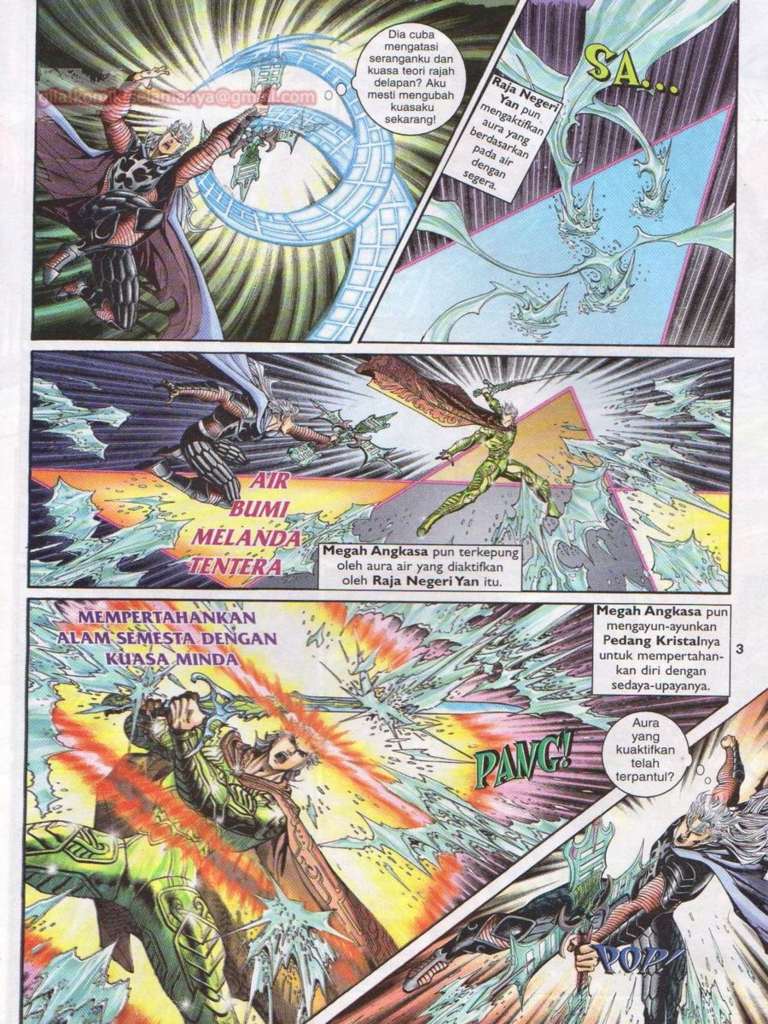 Dia cuba
mengatasi
seranganku dan
kuasa teori rajah
delapan? Aku
mesti mengubah
kuasaku
sekarang!
Raja Negeri
Yan pun
mengaktifkan
aura yang
berdasarkan
pada air
dengan
segera.
SA...
AIR
BUMI
MELANDA
TENTERA
Megah Angkasa pun terkepung
oleh aura air yang diaktifkan
oleh Raja Negeri Yan itu.
MEMPERTAHANKAN
ALAM SEMESTA DENGAN
KUASA MINDA
Megah Angkasa pun
mengayun-ayunkan
Pedang Kristalnya
untuk mempertahan-
kan diri dengan
sedaya-upayanya.
3
PANG!
Aura
yang
kuaktifkan
telah
terpantul?
POP!